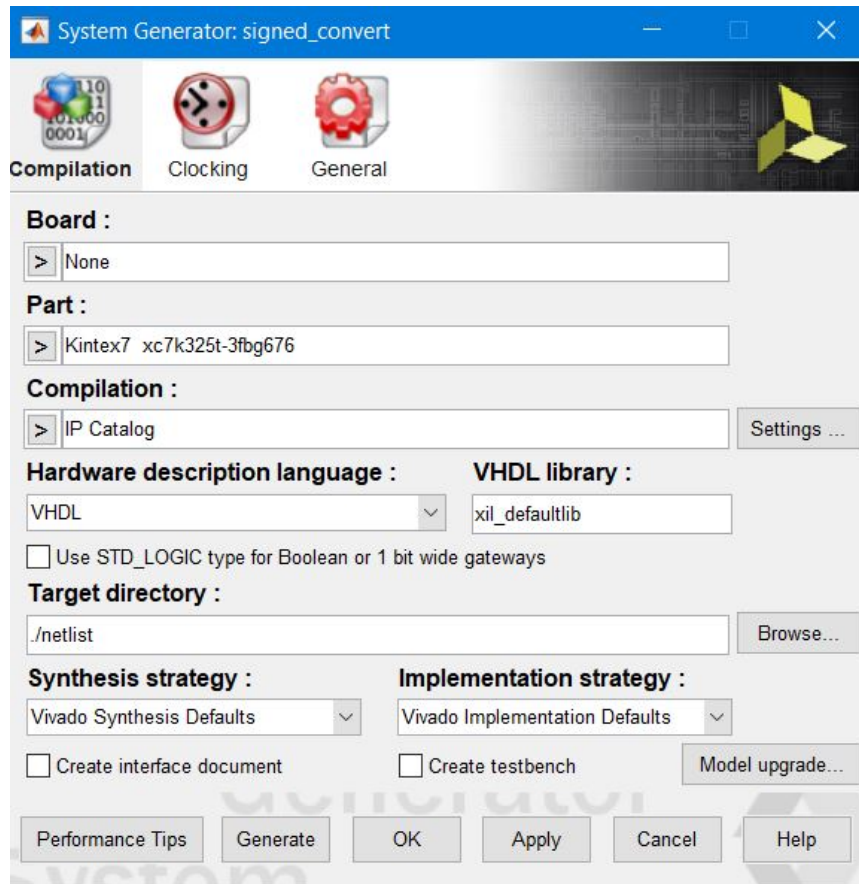 System Generator: signed_convert
Compilation Clocking General
Board :
> None
Part :
> Kintex7 xc7k325t-3fbg676
Compilation :
> IP Catalog Settings ...
Hardware description language : VHDL library :
VHDL xil_defaultlib
Use STD_LOGIC type for Boolean or 1 bit wide gateways
Target directory :
./netlist Browse...
Synthesis strategy : Implementation strategy :
Vivado Synthesis Defaults Vivado Implementation Defaults
Create interface document Create testbench Model upgrade...
Generator
Performance Tips Generate OK Apply Cancel Help
System